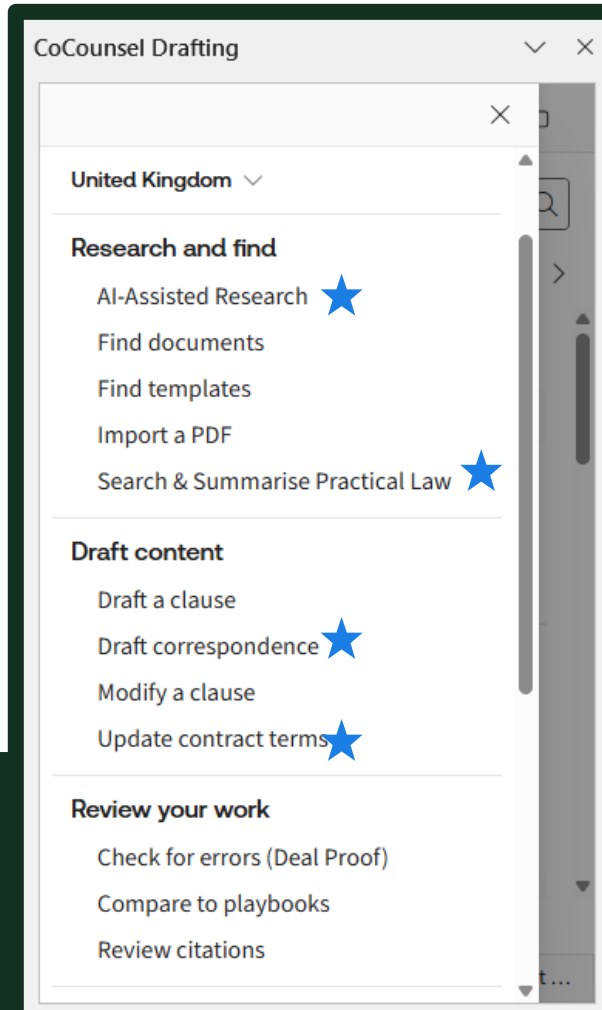 CoCounsel Drafting
United Kingdom
Research and find
AI-Assisted Research
Find documents
Find templates
Import a PDF
Search & Summarise Practical Law
Draft content
Draft a clause
Draft correspondence
Modify a clause
Update contract terms
Review your work
Check for errors (Deal Proof)
Compare to playbooks
Review citations
t ...